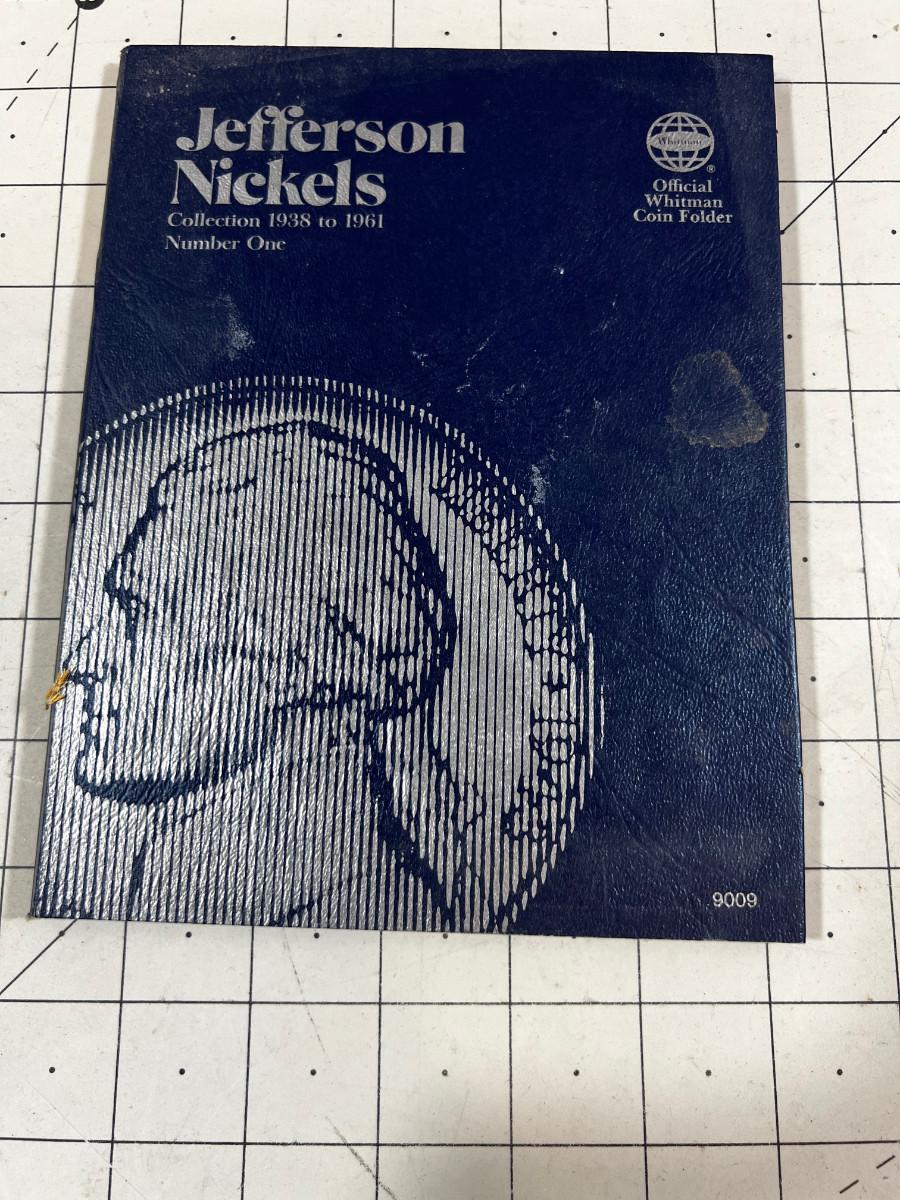 Jefferson
Nickels
Collection 1938 to 1961
Number One
Whitman
®
Official
Whitman
Coin Folder
9009